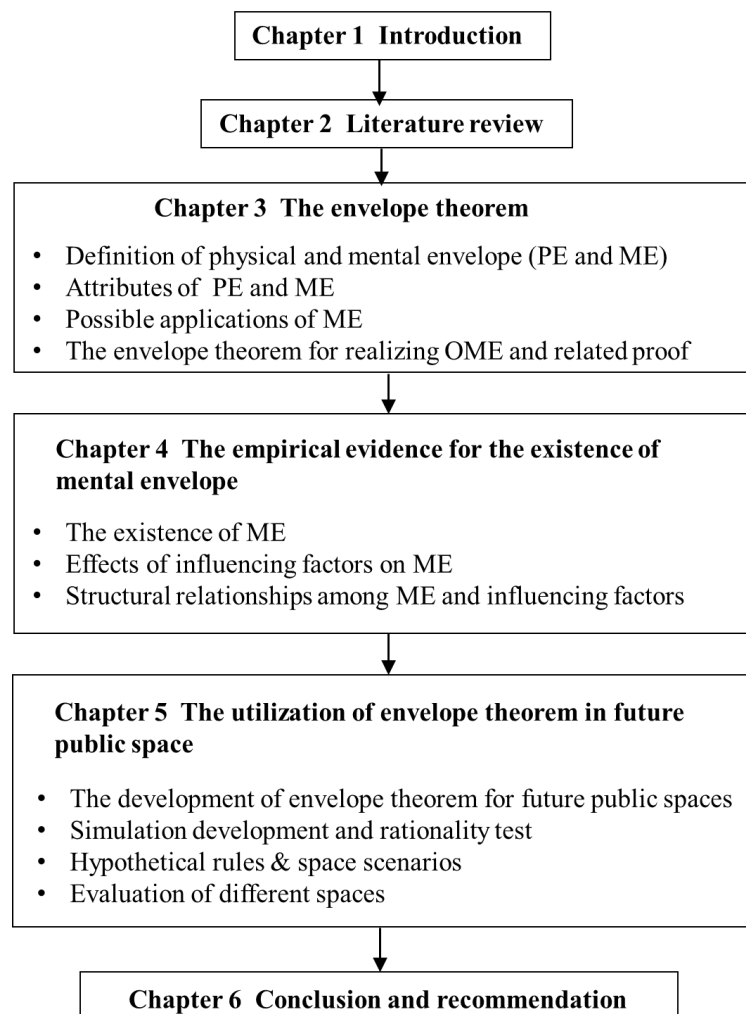 Chapter 1 Introduction
Chapter 2 Literature review
Chapter 3 The envelope theorem
• Definition of physical and mental envelope (PE and ME)
• Attributes of PE and ME
• Possible applications of ME
• The envelope theorem for realizing OME and related proof
Chapter 4 The empirical evidence for the existence of
mental envelope
• The existence of ME
• Effects of influencing factors on ME
• Structural relationships among ME and influencing factors
Chapter 5 The utilization of envelope theorem in future
public space
• The development of envelope theorem for future public spaces
• Simulation development and rationality test
• Hypothetical rules & space scenarios
• Evaluation of different spaces
Chapter 6 Conclusion and recommendation